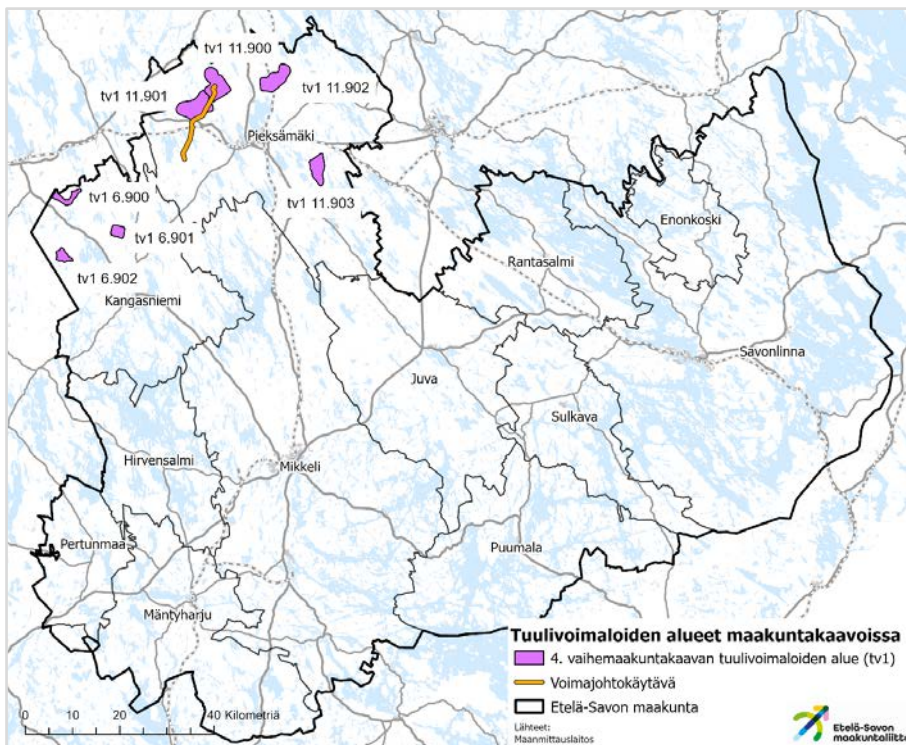 tv1 11.900
tv1 11.901
tv1 11.902
Pieksämäki
tv1 11.903
tv1 6.900
tv1 6.901
tv1 6.902
Kangasniemi
Enonkoski
Rantasalmi
Savonlinna
Juva
Sulkava
Hirvensalmi
Mikkeli
Pertunmaa
Puumala
Mäntyharju
0 10 20 40 Kilometriä
Tuulivoimaloiden alueet maakuntakaavoissa
4. vaihemaakuntakaavan tuulivoimaloiden alue (tv1)
Voimajohtokäytävä
Etelä-Savon maakunta
Lähteet:
Maanmittauslaitos
Etelä-Savon
maakuntaliitto